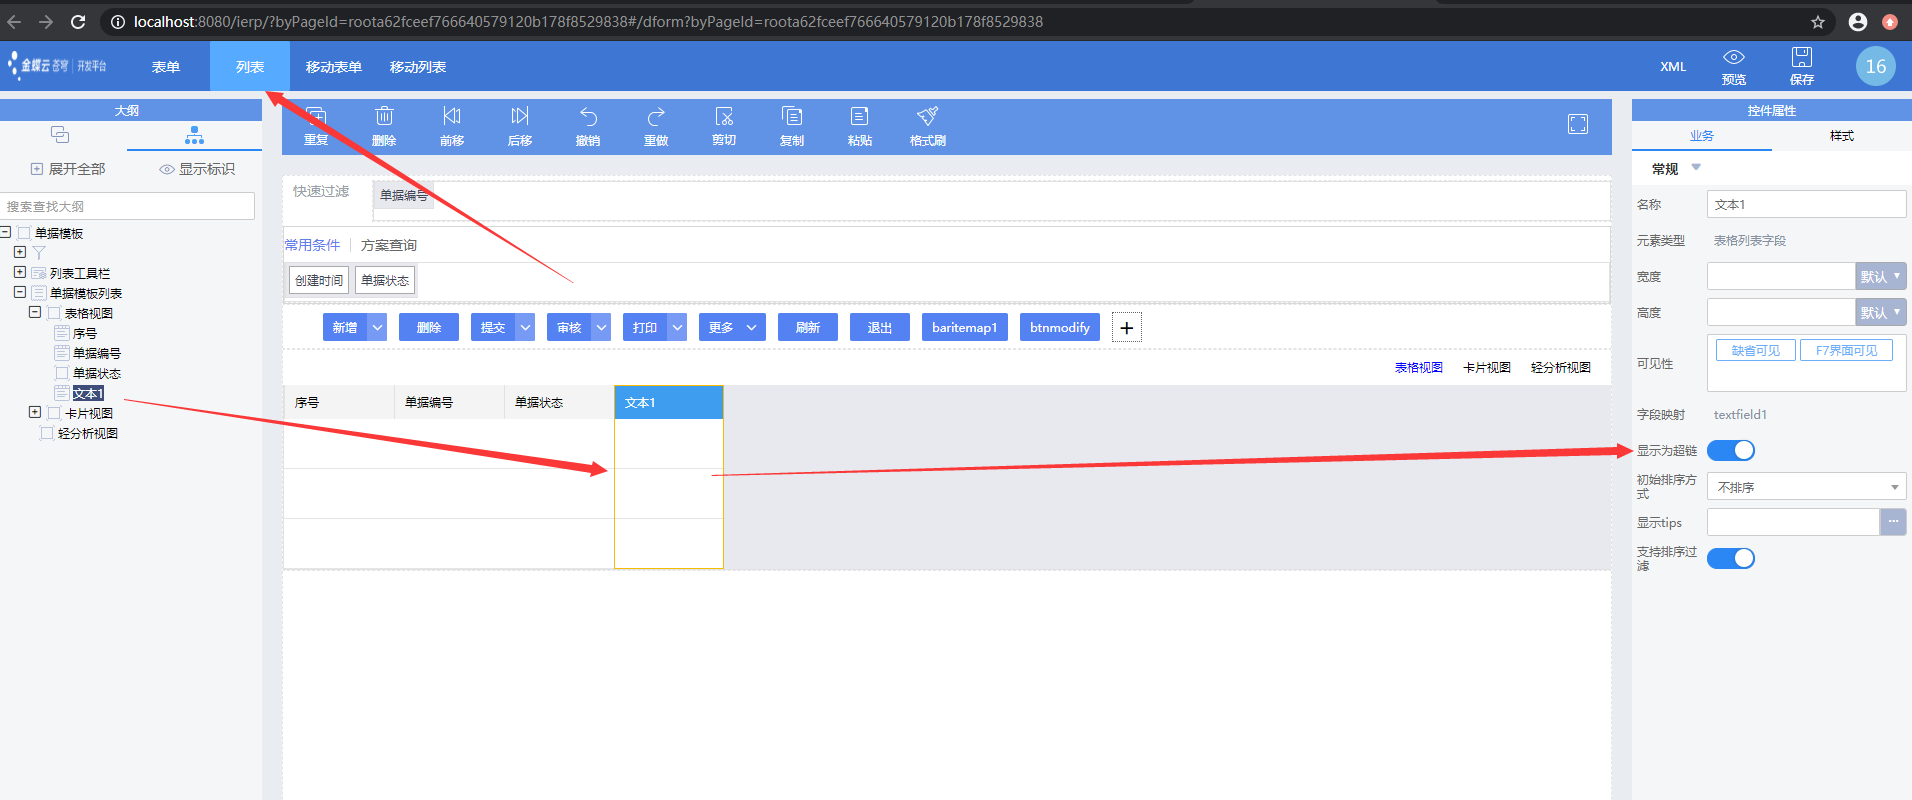 localhost:8080/ierp/?byPageId=roota62fceef766640579120b178f8529838#/dform?byPageId=roota62fceef766640579120b178f8529838
金蝶云 苍穹 | 开发平台
表单 列表 移动表单 移动列表 XML 预览 保存 16
大纲
展开全部 显示标识
搜索查找大纲
单据模板
列表工具栏
单据模板列表
表格视图
序号
单据编号
单据状态
文本1
卡片视图
轻分析视图
重复 删除 前移 后移 撤销 重做 剪切 复制 粘贴 格式刷
快速过滤 单据编号
常用条件 | 方案查询
创建时间 单据状态
新增 删除 提交 审核 打印 更多 刷新 退出 baritemap1 btnmodify +
表格视图 卡片视图 轻分析视图
序号 单据编号 单据状态 文本1
控件属性
业务 样式
常规
名称 文本1
元素类型 表格列表字段
宽度 默认
高度 默认
可见性 缺省可见 F7界面可见
字段映射 textfield1
显示为超链
初始排序方式 不排序
显示tips ...
支持排序过滤